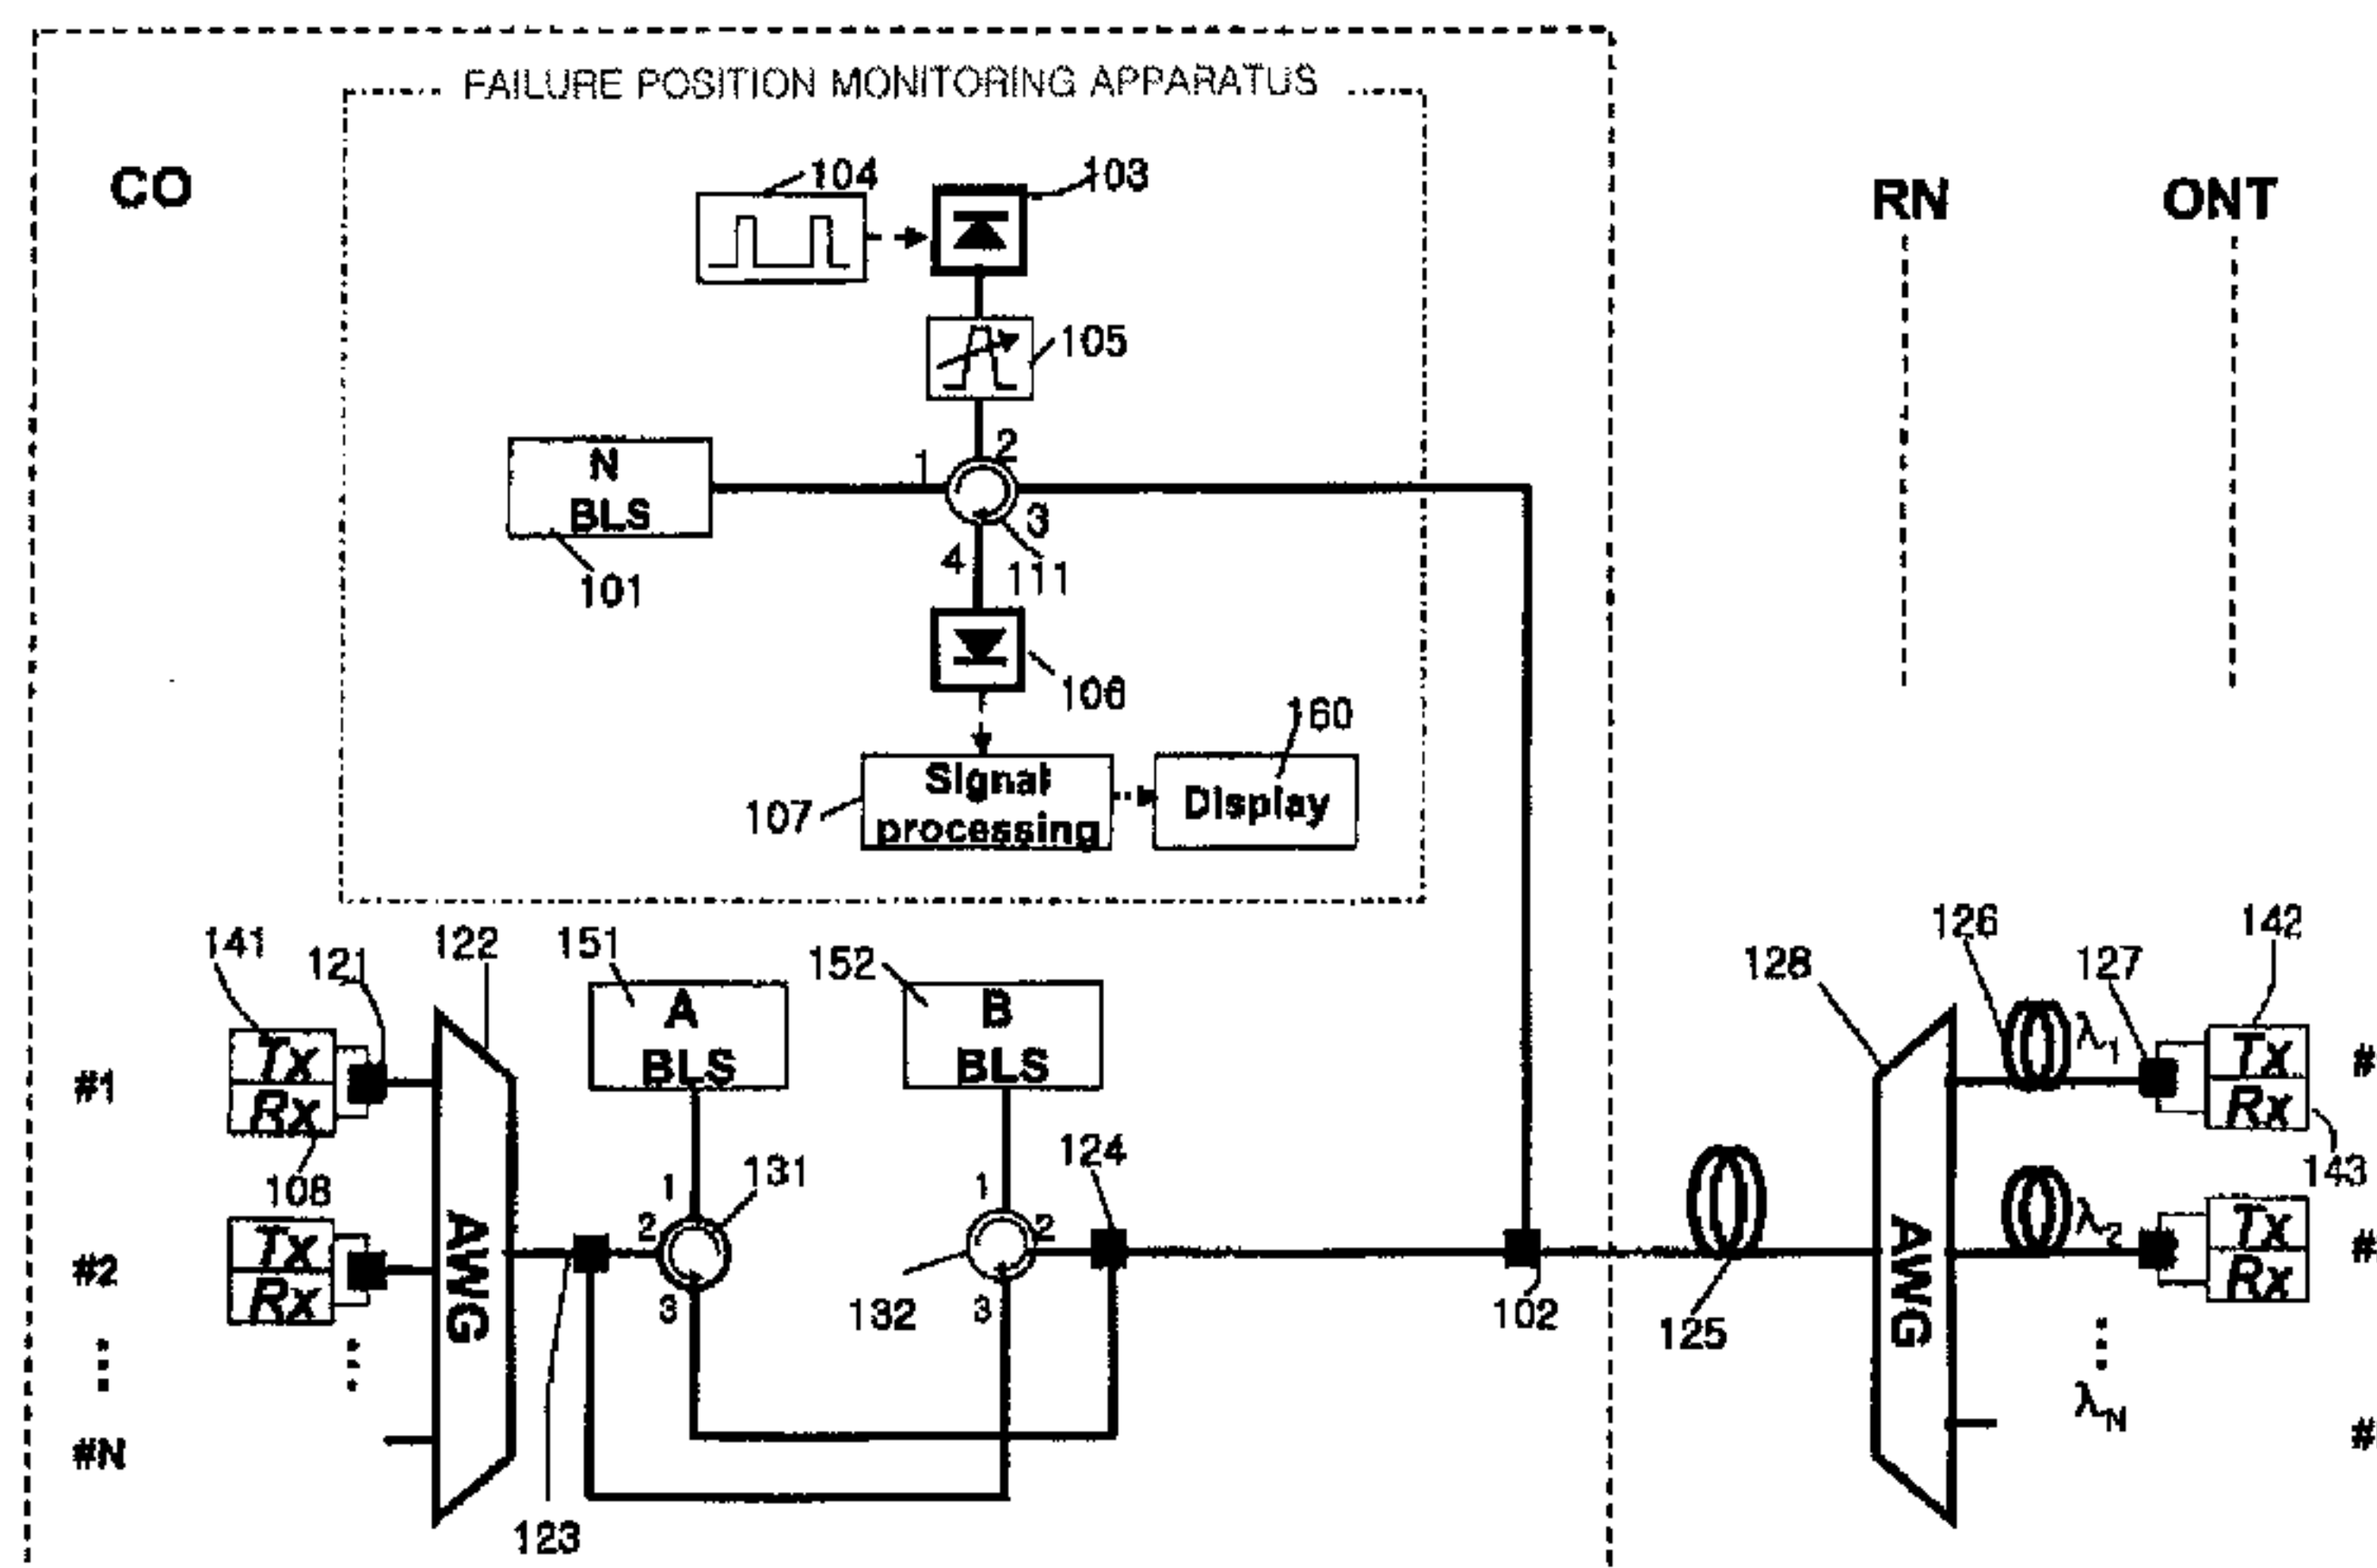 FAILURE POSITION MONITORING APPARATUS
CO
104
103
RN
ONT
105
N
BLS
1
2
3
4
111
101
106
160
107
Signal
processing
Display
141
121
122
151
152
128
126
127
142
A
BLS
B
BLS
λ1
Tx
Rx
#1
108
Tx
Rx
#
143
131
124
1
2
3
1
2
3
132
#2
Tx
Rx
AWG
102
125
AWG
λ2
Tx
Rx
#
λN
#N
#
123